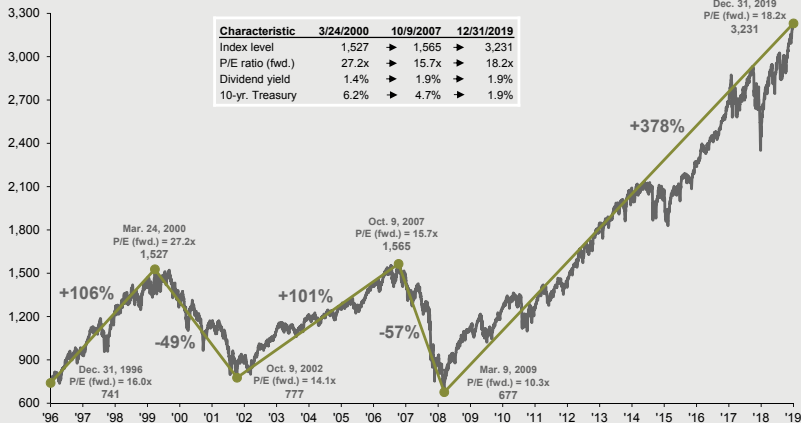 3,300
3,000
2,700
2,400
2,100
1,800
1,500
1,200
900
600
Characteristic 3/24/2000 10/9/2007 12/31/2019
Index level 1,527 1,565 3,231
P/E ratio (fwd.) 27.2x 15.7x 18.2x
Dividend yield 1.4% 1.9% 1.9%
10-yr. Treasury 6.2% 4.7% 1.9%
Dec. 31, 2019
P/E (fwd.) = 18.2x
3,231
+378%
Mar. 24, 2000
P/E (fwd.) = 27.2x
1,527
Oct. 9, 2007
P/E (fwd.) = 15.7x
1,565
+106%
-49%
+101%
-57%
Dec. 31, 1996
P/E (fwd.) = 16.0x
741
Oct. 9, 2002
P/E (fwd.) = 14.1x
777
Mar. 9, 2009
P/E (fwd.) = 10.3x
677
'96 '97 '98 '99 '00 '01 '02 '03 '04 '05 '06 '07 '08 '09 '10 '11 '12 '13 '14 '15 '16 '17 '18 '19